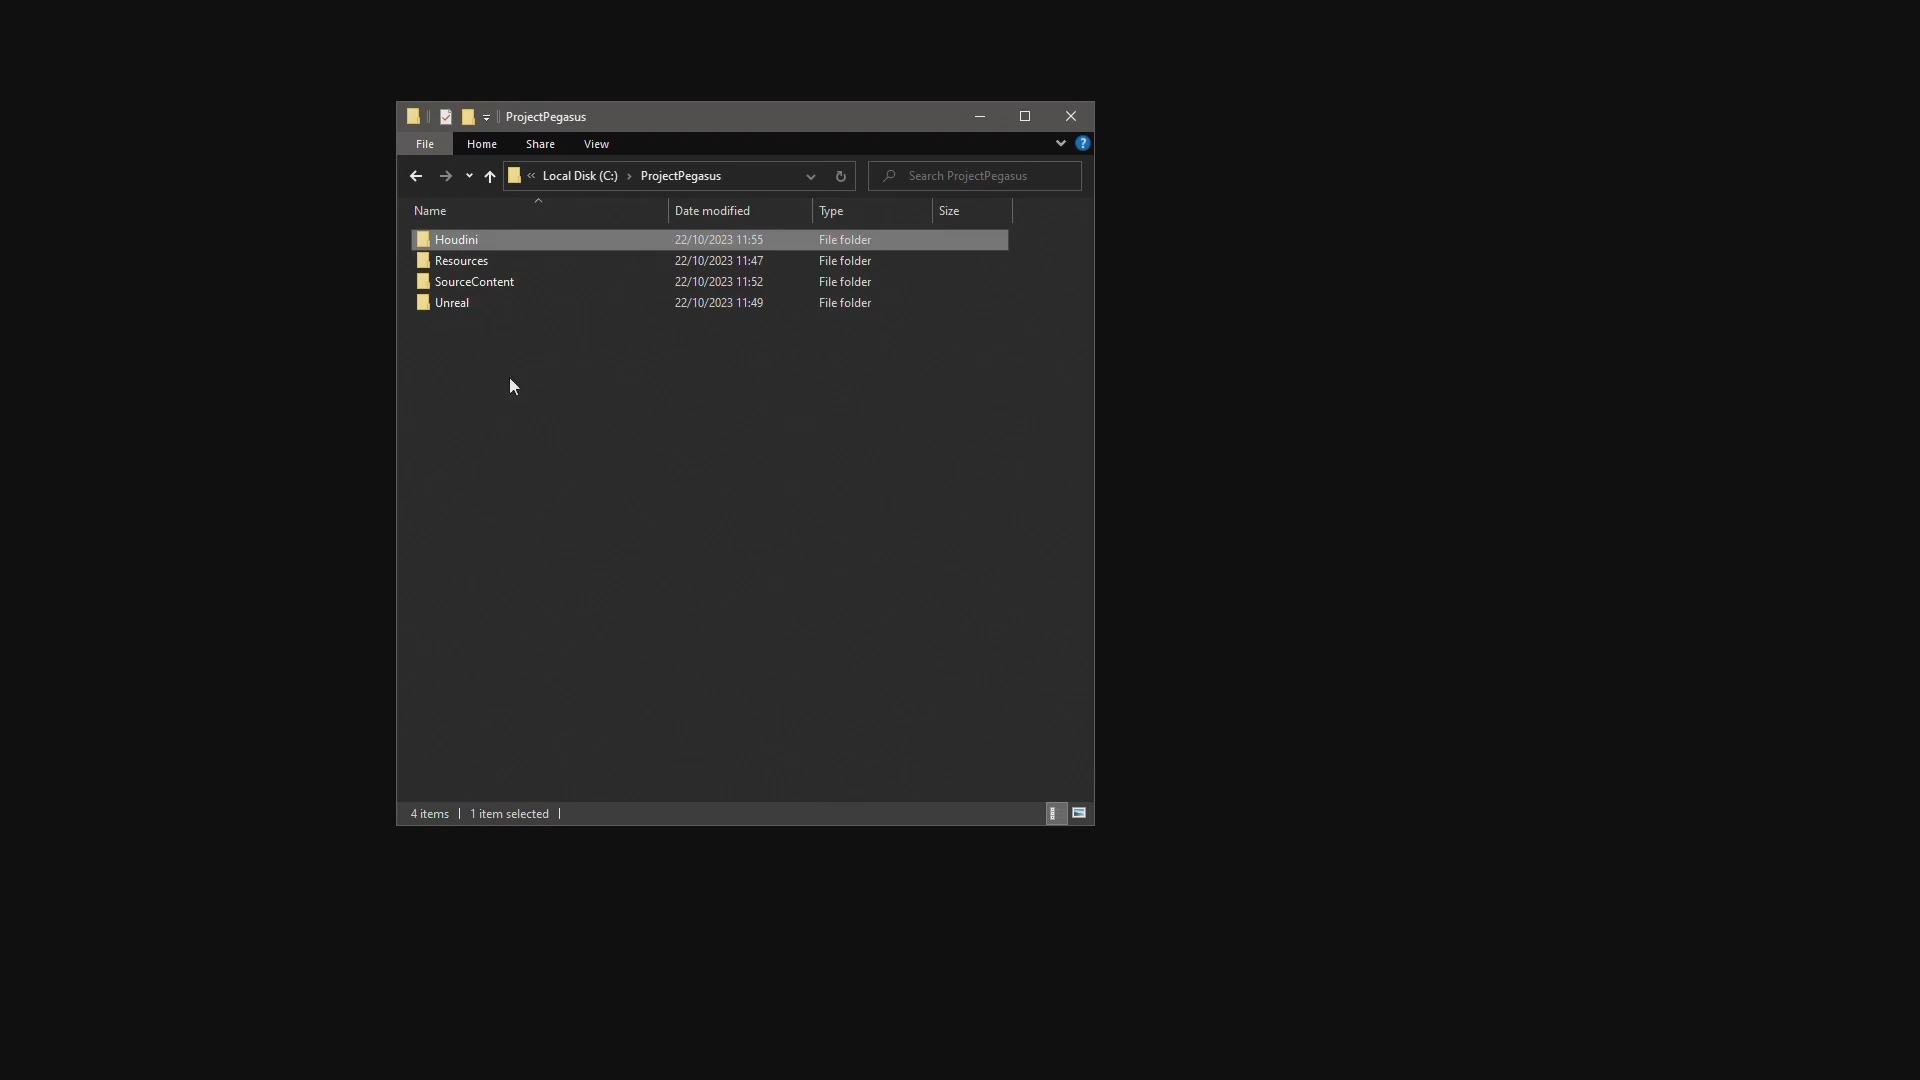 ProjectPegasus
File Home Share View ?
« Local Disk (C:) › ProjectPegasus Search ProjectPegasus
Name Date modified Type Size
Houdini 22/10/2023 11:55 File folder
Resources 22/10/2023 11:47 File folder
SourceContent 22/10/2023 11:52 File folder
Unreal 22/10/2023 11:49 File folder
4 items 1 item selected